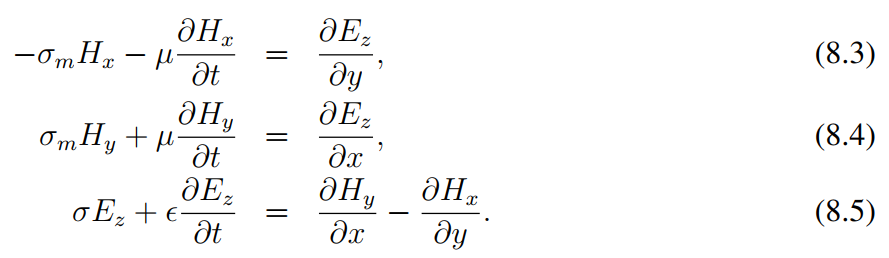 −σ_m H_x − μ ∂H_x/∂t = ∂E_z/∂y, (8.3)
σ_m H_y + μ ∂H_y/∂t = ∂E_z/∂x, (8.4)
σE_z + ϵ ∂E_z/∂t = ∂H_y/∂x − ∂H_x/∂y. (8.5)